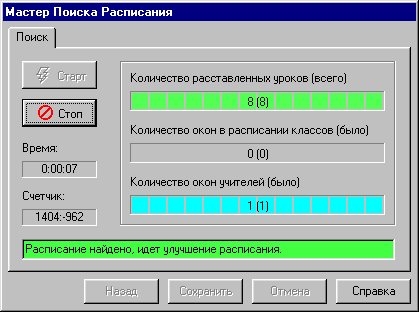 Мастер Поиска Расписания
Поиск
Старт
Стоп
Время:
0:00:07
Счетчик:
1404:-962
Количество расставленных уроков (всего)
8 (8)
Количество окон в расписании классов (было)
0 (0)
Количество окон учителей (было)
1 (1)
Расписание найдено, идет улучшение расписания.
Назад
Сохранить
Отмена
Справка